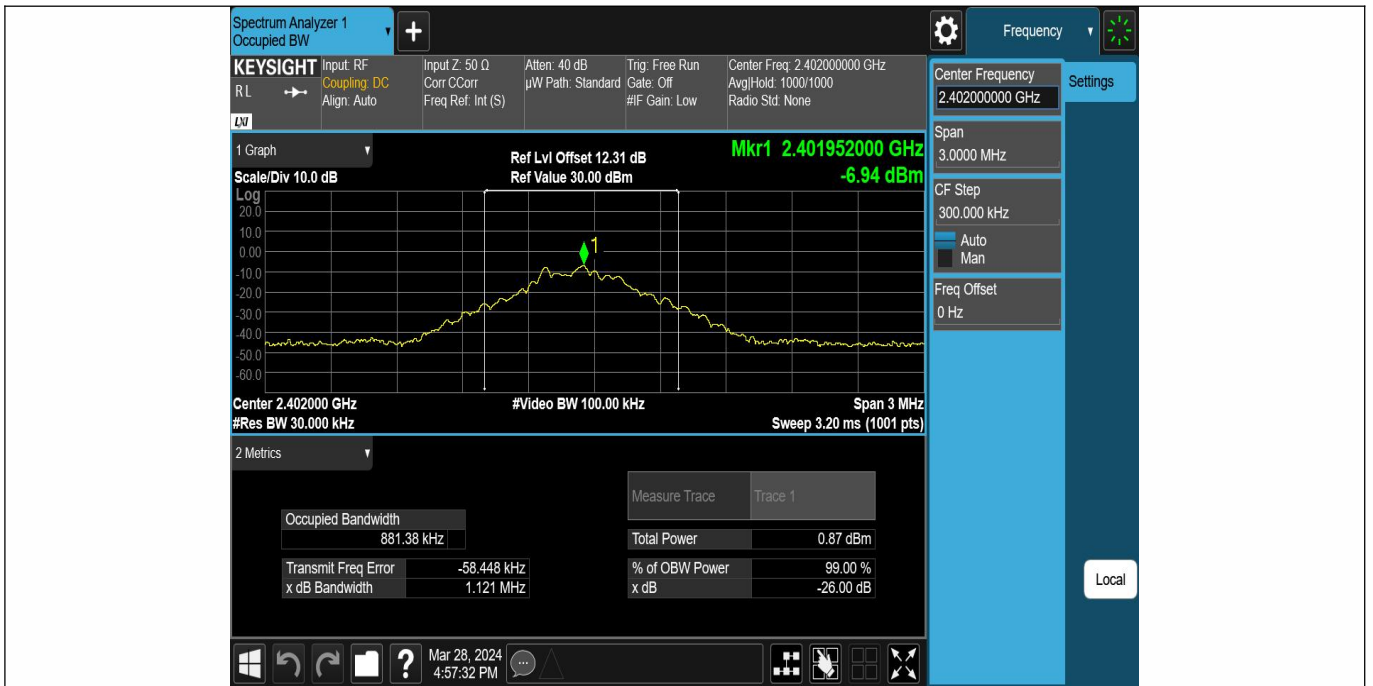 Spectrum Analyzer 1
Occupied BW
+
Frequency
KEYSIGHT
RL
LXI
Input: RF
Coupling: DC
Align: Auto
Input Z: 50 Ω
Corr CCorr
Freq Ref: Int (S)
Atten: 40 dB
µW Path: Standard
Trig: Free Run
Gate: Off
#IF Gain: Low
Center Freq: 2.402000000 GHz
Avg|Hold: 1000/1000
Radio Std: None
Center Frequency
2.402000000 GHz
Settings
Span
3.0000 MHz
CF Step
300.000 kHz
Auto
Man
Freq Offset
0 Hz
Local
1 Graph
Scale/Div 10.0 dB
Ref Lvl Offset 12.31 dB
Ref Value 30.00 dBm
Mkr1 2.401952000 GHz
-6.94 dBm
Log
20.0
10.0
0.00
-10.0
-20.0
-30.0
-40.0
-50.0
-60.0
1
Center 2.402000 GHz
#Video BW 100.00 kHz
Span 3 MHz
#Res BW 30.000 kHz
Sweep 3.20 ms (1001 pts)
2 Metrics
Measure Trace Trace 1
Occupied Bandwidth
881.38 kHz
Total Power 0.87 dBm
Transmit Freq Error -58.448 kHz
% of OBW Power 99.00 %
x dB Bandwidth 1.121 MHz
x dB -26.00 dB
?
Mar 28, 2024
4:57:32 PM